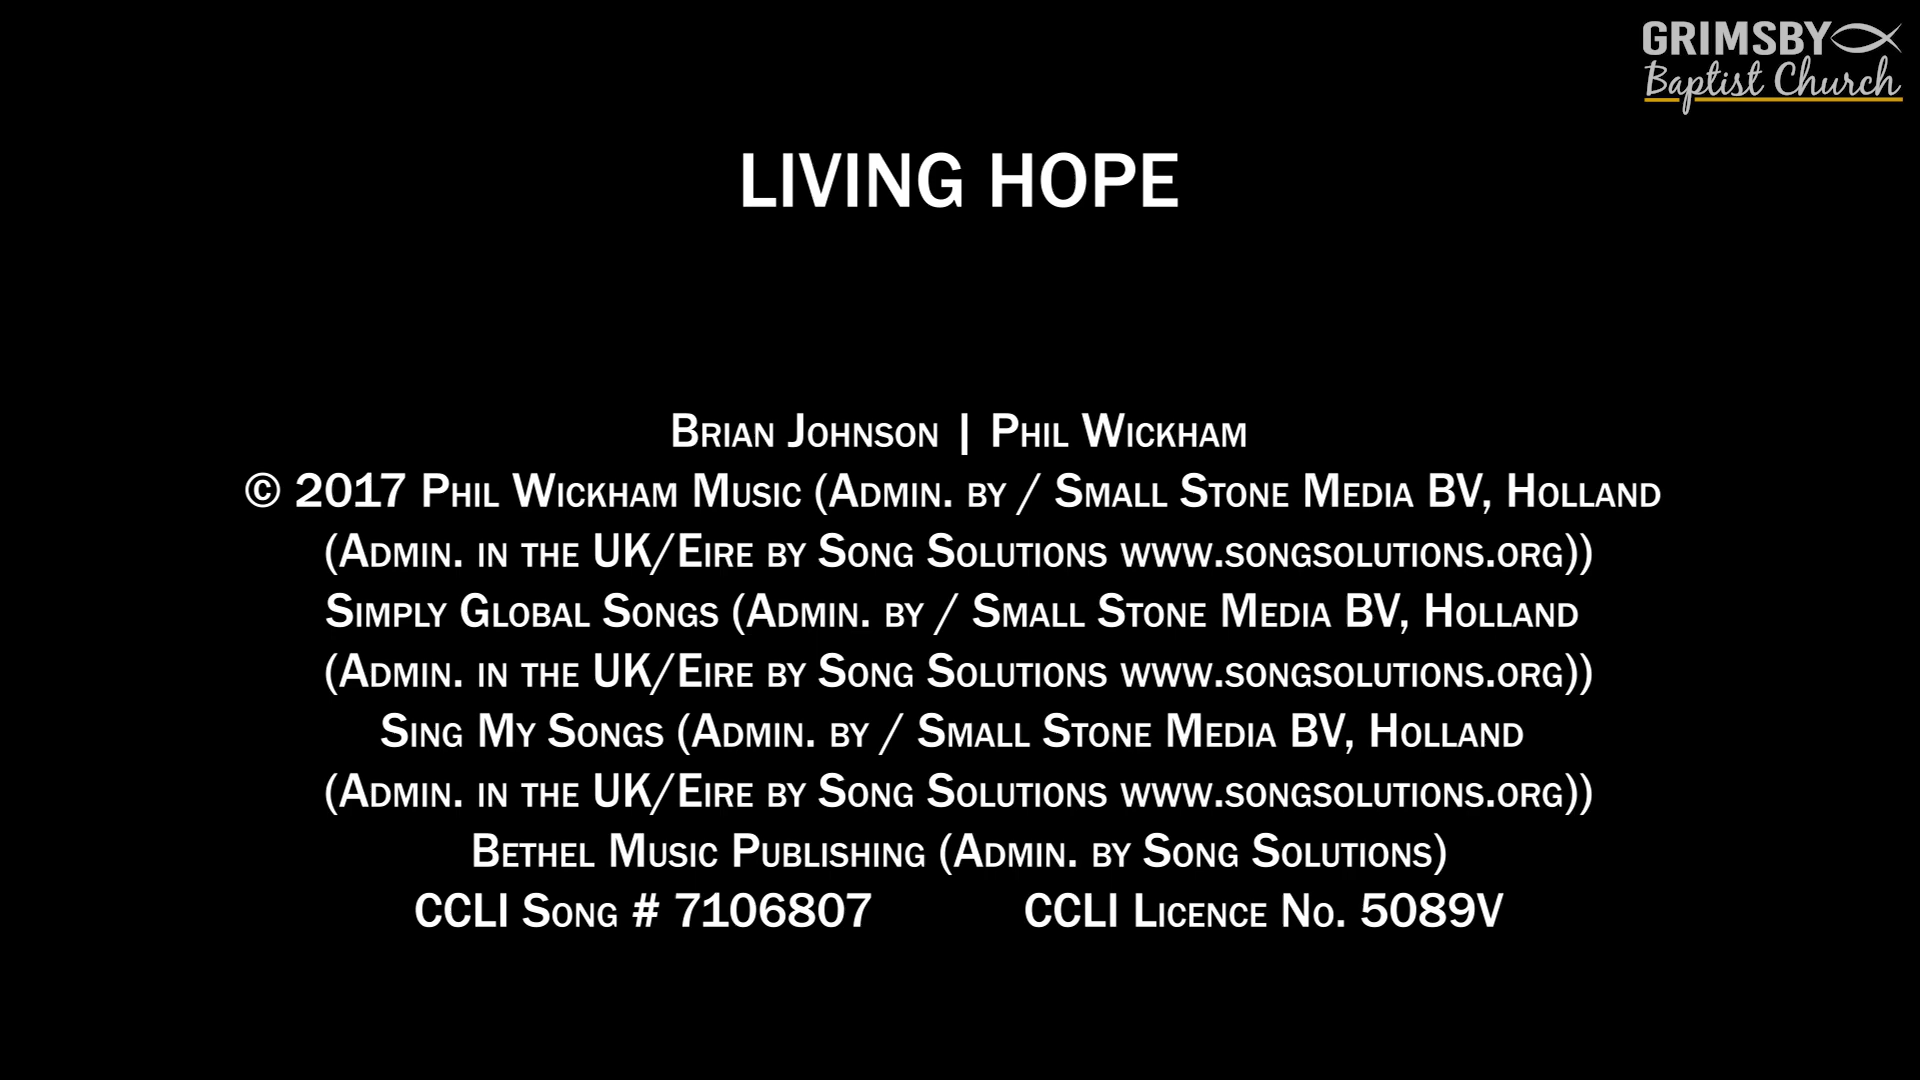 GRIMSBY
Baptist Church
LIVING HOPE
Brian Johnson | Phil Wickham
© 2017 Phil Wickham Music (Admin. by / Small Stone Media BV, Holland
(Admin. in the UK/Eire by Song Solutions www.songsolutions.org))
Simply Global Songs (Admin. by / Small Stone Media BV, Holland
(Admin. in the UK/Eire by Song Solutions www.songsolutions.org))
Sing My Songs (Admin. by / Small Stone Media BV, Holland
(Admin. in the UK/Eire by Song Solutions www.songsolutions.org))
Bethel Music Publishing (Admin. by Song Solutions)
CCLI Song # 7106807 CCLI Licence No. 5089V